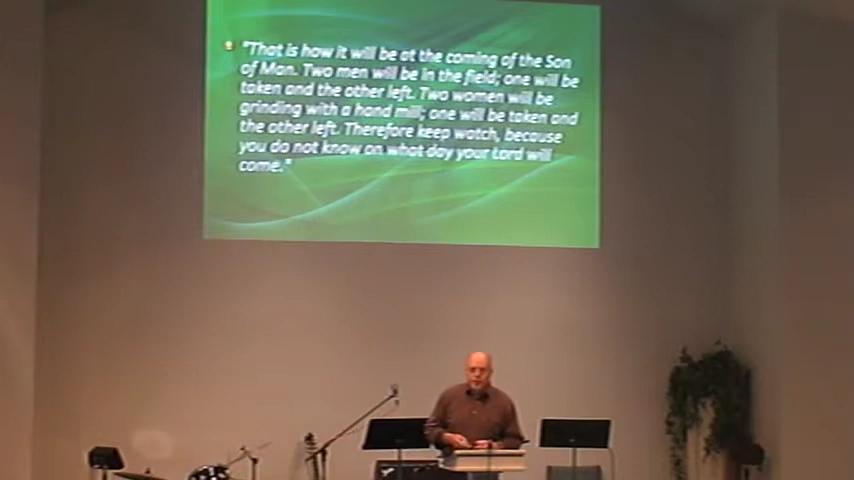 "That is how it will be at the coming of the Son
of Man. Two men will be in the field; one will be
taken and the other left. Two women will be
grinding with a hand mill; one will be taken and
the other left. Therefore keep watch, because
you do not know on what day your Lord will
come."